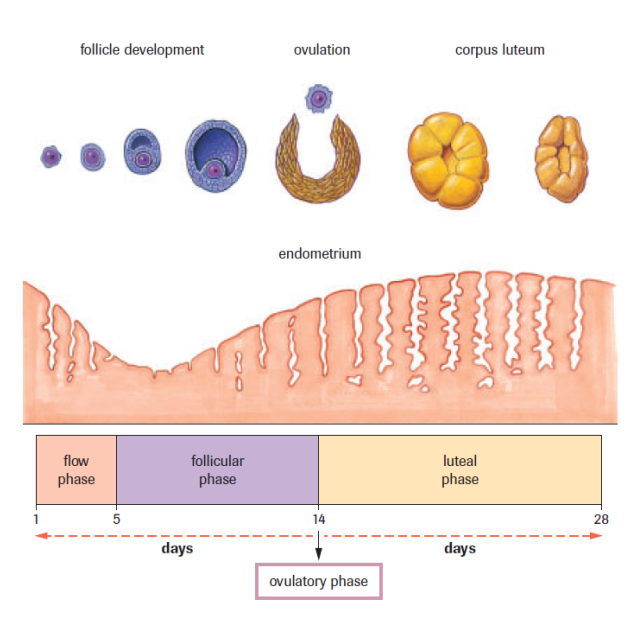 follicle development
ovulation
corpus luteum
endometrium
flow
phase
follicular
phase
luteal
phase
1
5
14
28
days
days
ovulatory phase